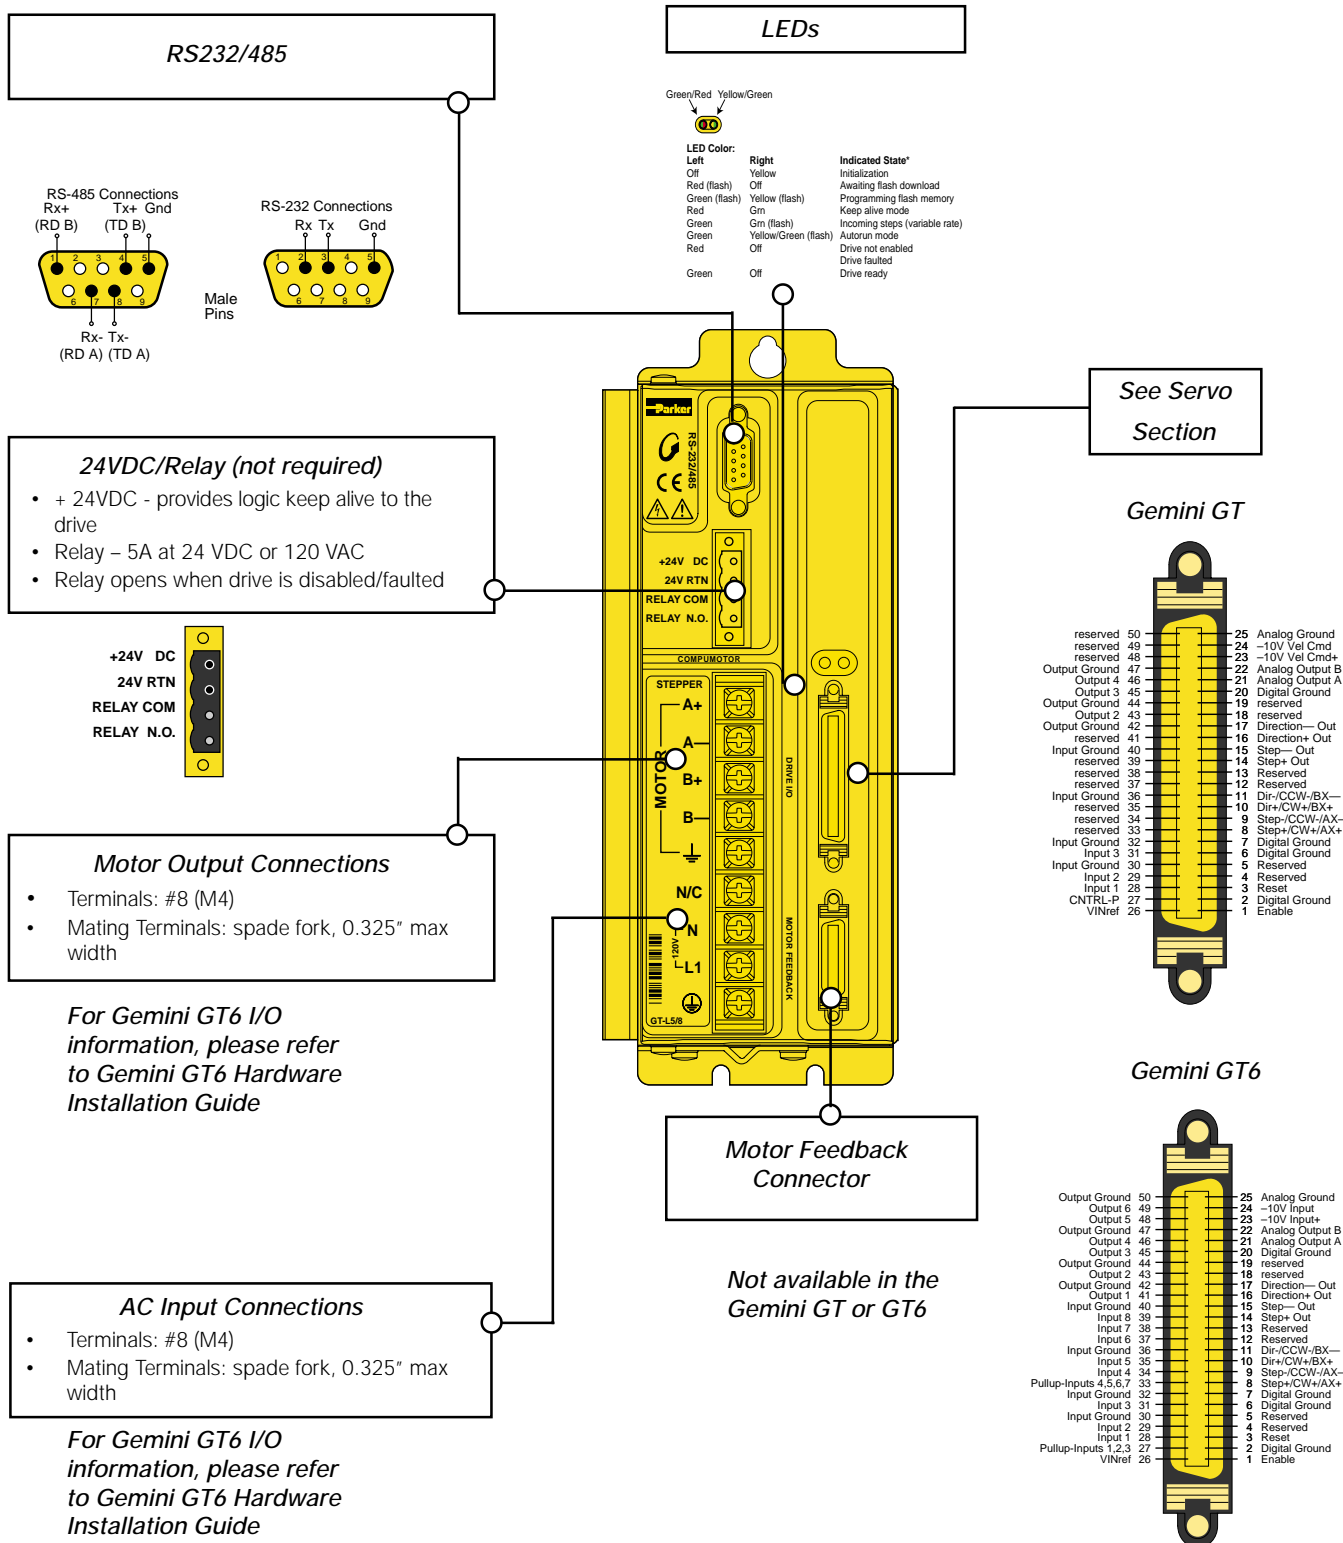 RS232/485
LEDs
Green/Red Yellow/Green
LED Color:
Left Right Indicated State*
Off Yellow Initialization
Red (flash) Off Awaiting flash download
Green (flash) Yellow (flash) Programming flash memory
Red Grn Keep alive mode
Green Grn (flash) Incoming steps (variable rate)
Green Yellow/Green (flash) Autorun mode
Red Off Drive not enabled
Drive faulted
Green Off Drive ready
RS-485 Connections
Rx+ Tx+ Gnd
(RD B) (TD B)
1 2 3 4 5
6 7 8 9
Rx- Tx-
(RD A) (TD A)
RS-232 Connections
Rx Tx Gnd
1 2 3 4 5
6 7 8 9
Male
Pins
24VDC/Relay (not required)
• + 24VDC - provides logic keep alive to the
drive
• Relay – 5A at 24 VDC or 120 VAC
• Relay opens when drive is disabled/faulted
+24V DC
24V RTN
RELAY COM
RELAY N.O.
Motor Output Connections
• Terminals: #8 (M4)
• Mating Terminals: spade fork, 0.325" max
width
For Gemini GT6 I/O
information, please refer
to Gemini GT6 Hardware
Installation Guide
AC Input Connections
• Terminals: #8 (M4)
• Mating Terminals: spade fork, 0.325" max
width
For Gemini GT6 I/O
information, please refer
to Gemini GT6 Hardware
Installation Guide
Parker
RS-232/485
CE
+24V DC
24V RTN
RELAY COM
RELAY N.O.
COMPUMOTOR
STEPPER
MOTOR
A+
A—
B+
B—
N/C
N
120V
L1
GT-L5/8
DRIVE I/O
MOTOR FEEDBACK
Motor Feedback
Connector
Not available in the
Gemini GT or GT6
See Servo
Section
Gemini GT
reserved 50 25 Analog Ground
reserved 49 24 –10V Vel Cmd
reserved 48 23 –10V Vel Cmd+
Output Ground 47 22 Analog Output B
Output 4 46 21 Analog Output A
Output 3 45 20 Digital Ground
Output Ground 44 19 reserved
Output 2 43 18 reserved
Output Ground 42 17 Direction— Out
reserved 41 16 Direction+ Out
Input Ground 40 15 Step— Out
reserved 39 14 Step+ Out
reserved 38 13 Reserved
reserved 37 12 Reserved
Input Ground 36 11 Dir-/CCW-/BX—
reserved 35 10 Dir+/CW+/BX+
reserved 34 9 Step-/CCW-/AX–
reserved 33 8 Step+/CW+/AX+
Input Ground 32 7 Digital Ground
Input 3 31 6 Digital Ground
Input Ground 30 5 Reserved
Input 2 29 4 Reserved
Input 1 28 3 Reset
CNTRL-P 27 2 Digital Ground
VINref 26 1 Enable
Gemini GT6
Output Ground 50 25 Analog Ground
Output 6 49 24 –10V Input
Output 5 48 23 –10V Input+
Output Ground 47 22 Analog Output B
Output 4 46 21 Analog Output A
Output 3 45 20 Digital Ground
Output Ground 44 19 reserved
Output 2 43 18 reserved
Output Ground 42 17 Direction— Out
Output 1 41 16 Direction+ Out
Input Ground 40 15 Step— Out
Input 8 39 14 Step+ Out
Input 7 38 13 Reserved
Input 6 37 12 Reserved
Input Ground 36 11 Dir-/CCW-/BX—
Input 5 35 10 Dir+/CW+/BX+
Input 4 34 9 Step-/CCW-/AX–
Pullup-Inputs 4,5,6,7 33 8 Step+/CW+/AX+
Input Ground 32 7 Digital Ground
Input 3 31 6 Digital Ground
Input Ground 30 5 Reserved
Input 2 29 4 Reserved
Input 1 28 3 Reset
Pullup-Inputs 1,2,3 27 2 Digital Ground
VINref 26 1 Enable